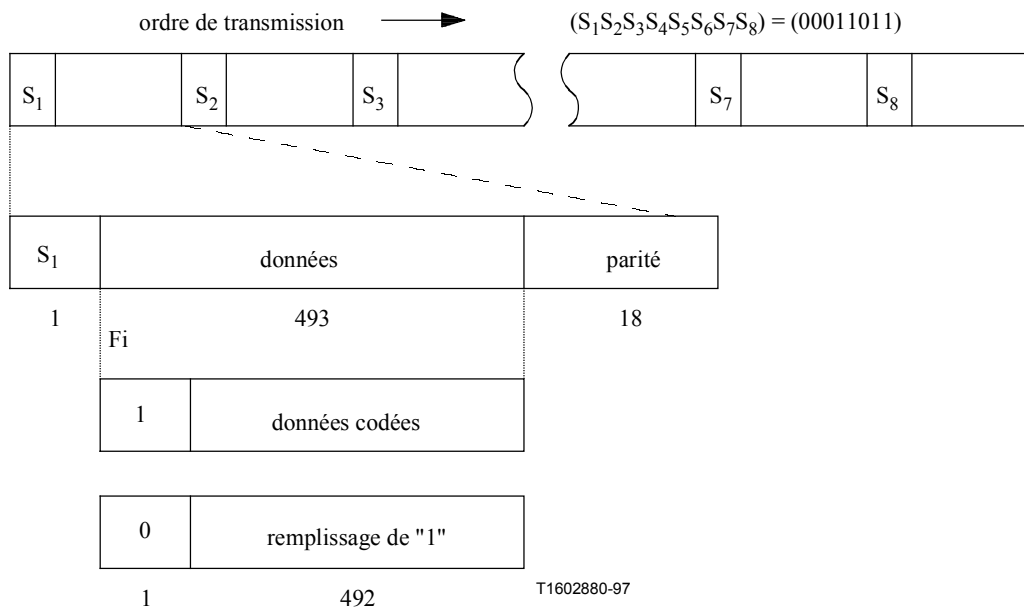 ordre de transmission (S1S2S3S4S5S6S7S8) = (00011011)
S1 S2 S3 S7 S8
S1 données parité
1 493 18
Fi
1 données codées
0 remplissage de "1"
1 492 T1602880-97